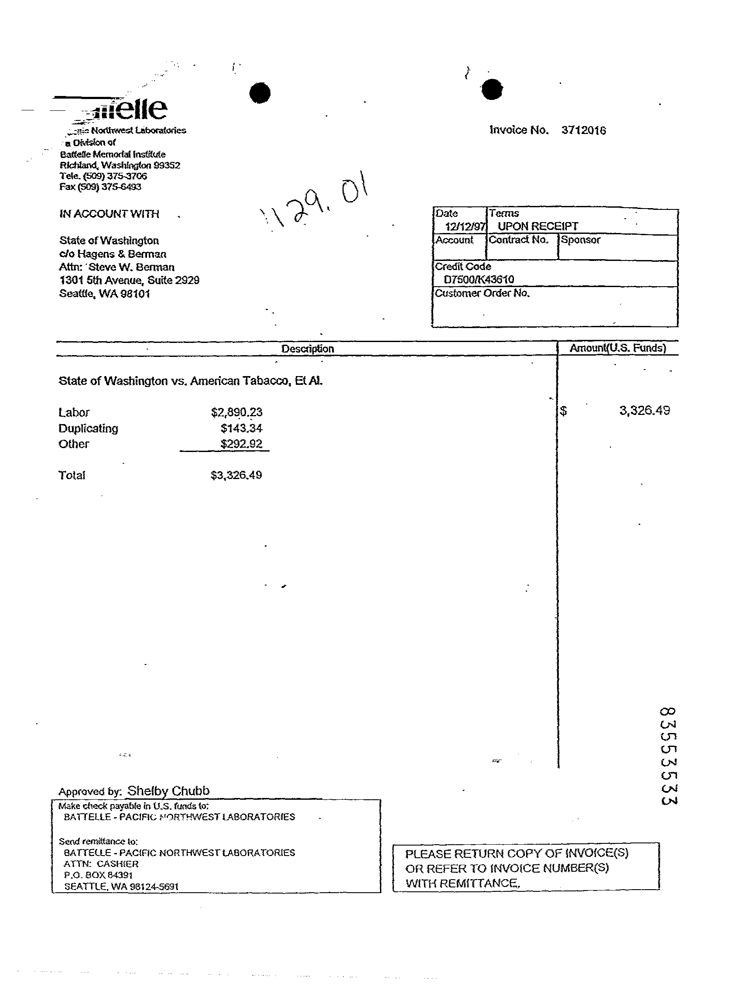 Northwest Laboratories
a Division of
Battelle Memorial Institute
Richland, Washington 99352
Tele. (509) 375-3706
Fax (509) 375-6493
Invoice No. 3712016
1129.01
IN ACCOUNT WITH
State of Washington
c/o Hagens & Berman
Attn: Steve W. Berman
1301 5th Avenue, Suite 2929
Seattle, WA 98101
Date Terms
12/12/97 UPON RECEIPT
Account Contract No. Sponsor
Credit Code
D7500/K43610
Customer Order No.
Description Amount(U.S. Funds)
State of Washington vs. American Tabacco, Et Al.
Labor $2,890.23 $ 3,326.49
Duplicating $143.34
Other $292.92
Total $3,326.49
83553533
Approved by: Shelby Chubb
Make check payable in U.S. funds to:
BATTELLE - PACIFIC NORTHWEST LABORATORIES
Send remittance to:
BATTELLE - PACIFIC NORTHWEST LABORATORIES
ATTN: CASHIER
P.O. BOX 84391
SEATTLE, WA 98124-5691
PLEASE RETURN COPY OF INVOICE(S)
OR REFER TO INVOICE NUMBER(S)
WITH REMITTANCE.